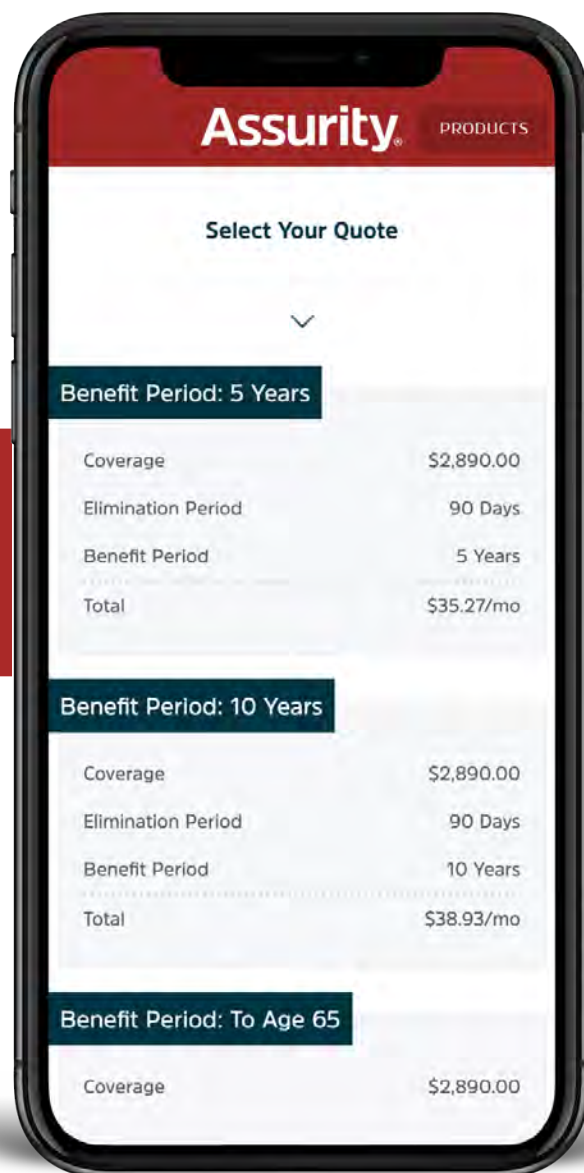 Assurity® PRODUCTS
Select Your Quote
Benefit Period: 5 Years
Coverage $2,890.00
Elimination Period 90 Days
Benefit Period 5 Years
Total $35.27/mo
Benefit Period: 10 Years
Coverage $2,890.00
Elimination Period 90 Days
Benefit Period 10 Years
Total $38.93/mo
Benefit Period: To Age 65
Coverage $2,890.00